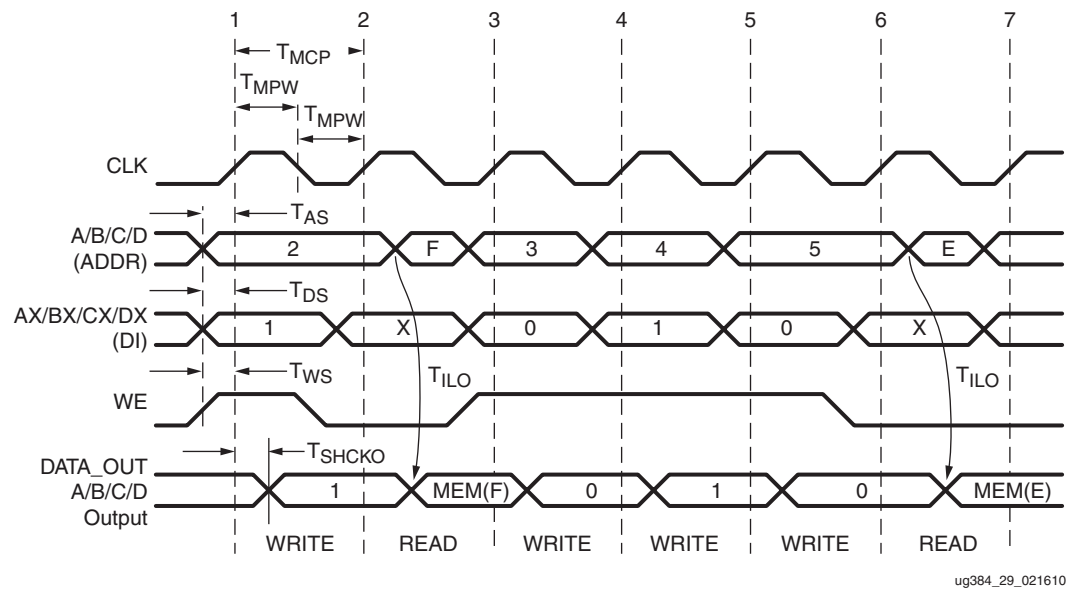 1 2 3 4 5 6 7
TMCP
TMPW
TMPW
CLK
TAS
A/B/C/D
(ADDR)
2 F 3 4 5 E
TDS
AX/BX/CX/DX
(DI)
1 X 0 1 0 X
TWS
TILO TILO
WE
TSHCKO
DATA_OUT
A/B/C/D
Output
1 MEM(F) 0 1 0 MEM(E)
WRITE READ WRITE WRITE WRITE READ
ug384_29_021610